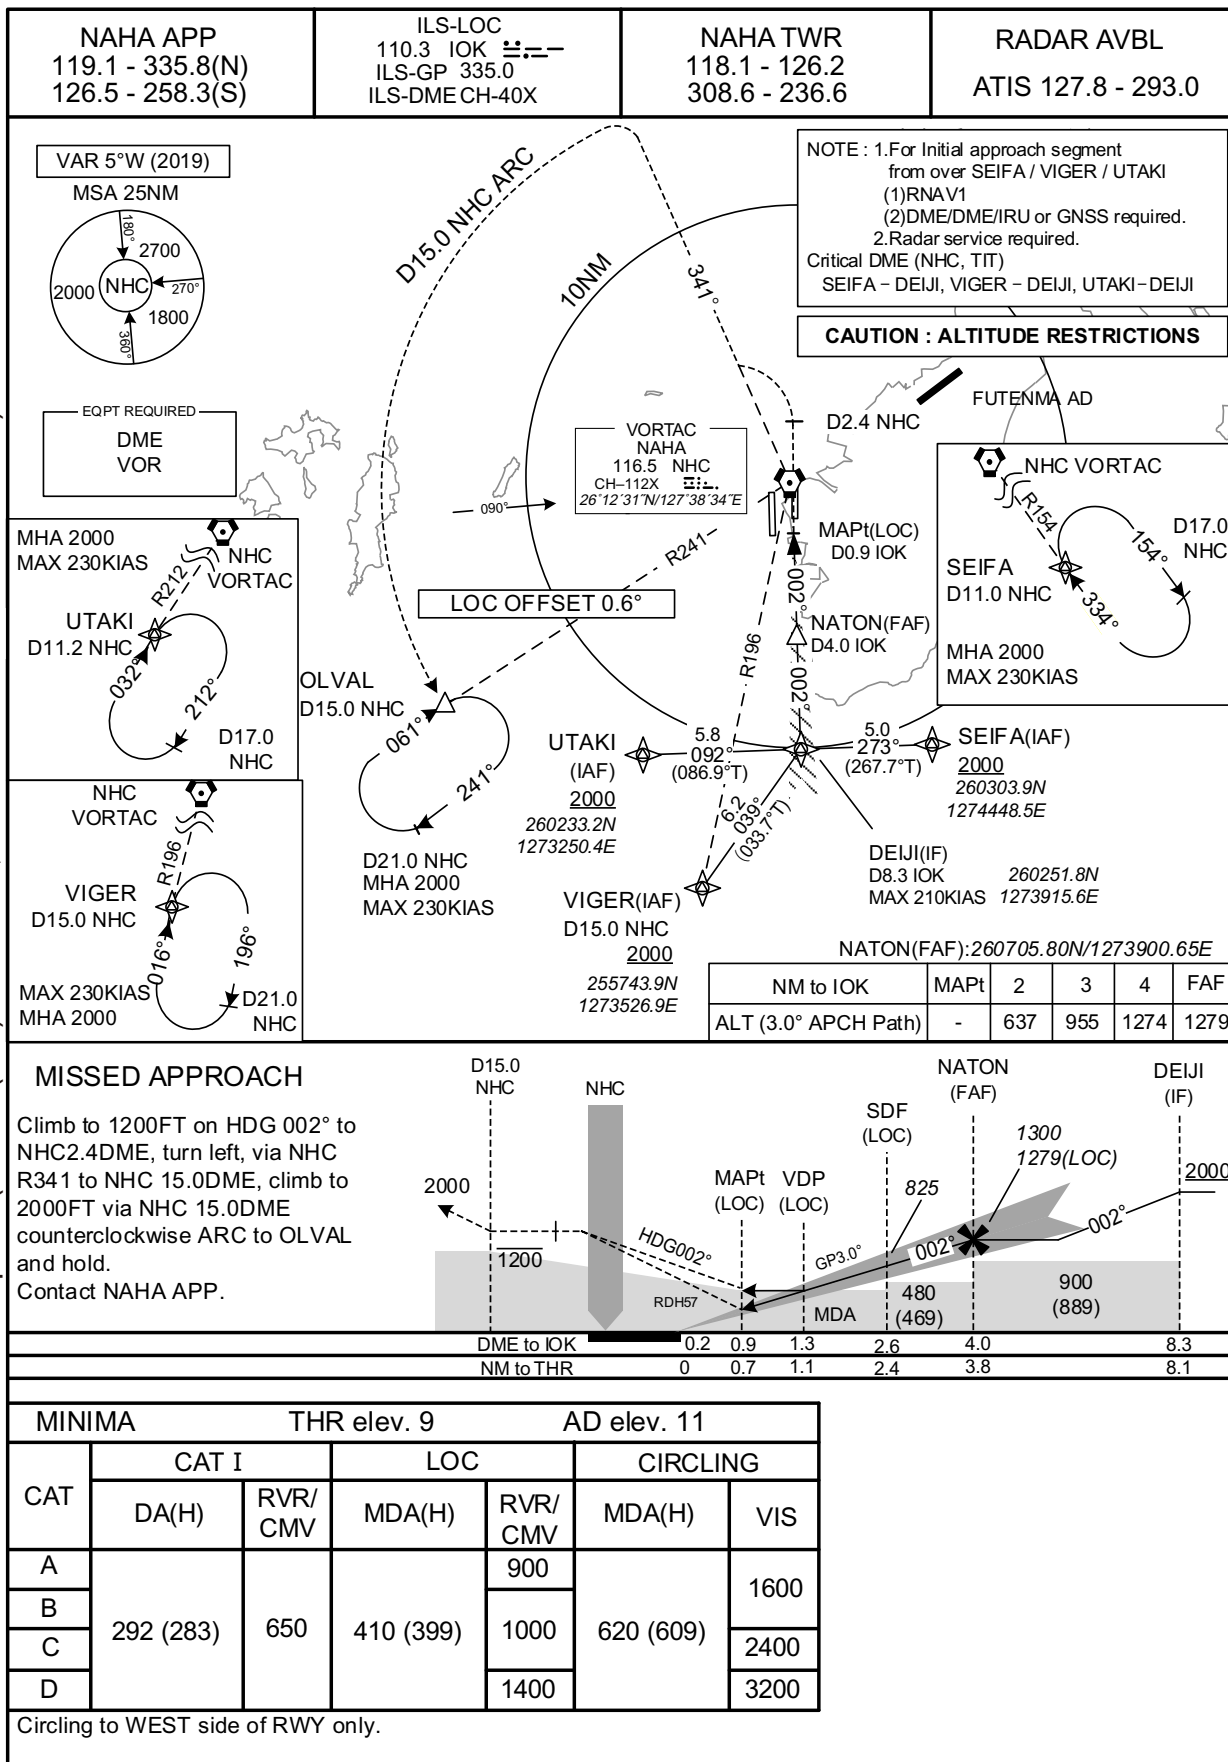 NAHA APP
119.1 - 335.8(N)
126.5 - 258.3(S)
ILS-LOC
110.3 IOK
ILS-GP 335.0
ILS-DME CH-40X
NAHA TWR
118.1 - 126.2
308.6 - 236.6
RADAR AVBL
ATIS 127.8 - 293.0
VAR 5°W (2019)
MSA 25NM
180°
2700
2000
NHC
270°
1800
360°
EQPT REQUIRED
DME
VOR
D15.0 NHC ARC
10NM
341°
NOTE : 1.For Initial approach segment
from over SEIFA / VIGER / UTAKI
(1)RNAV1
(2)DME/DME/IRU or GNSS required.
2.Radar service required.
Critical DME (NHC, TIT)
SEIFA – DEIJI, VIGER – DEIJI, UTAKI–DEIJI
CAUTION : ALTITUDE RESTRICTIONS
FUTENMA AD
D2.4 NHC
VORTAC
NAHA
116.5 NHC
CH–112X
26°12'31"N/127°38'34"E
090°
R241
MAPt(LOC)
D0.9 IOK
LOC OFFSET 0.6°
002°
NATON(FAF)
D4.0 IOK
R196
002°
MHA 2000
MAX 230KIAS
NHC
VORTAC
R212
UTAKI
D11.2 NHC
032°
212°
D17.0
NHC
NHC VORTAC
R154
154°
D17.0
NHC
SEIFA
D11.0 NHC
334°
MHA 2000
MAX 230KIAS
OLVAL
D15.0 NHC
061°
241°
D21.0 NHC
MHA 2000
MAX 230KIAS
UTAKI
(IAF)
2000
260233.2N
1273250.4E
5.8
092°
(086.9°T)
5.0
273°
(267.7°T)
SEIFA(IAF)
2000
260303.9N
1274448.5E
6.2
039°
(033.7°T)
DEIJI(IF)
D8.3 IOK
MAX 210KIAS
260251.8N
1273915.6E
VIGER(IAF)
D15.0 NHC
2000
255743.9N
1273526.9E
NHC
VORTAC
R196
VIGER
D15.0 NHC
016°
196°
MAX 230KIAS
MHA 2000
D21.0
NHC
NATON(FAF):260705.80N/1273900.65E
NM to IOK MAPt 2 3 4 FAF
ALT (3.0° APCH Path) - 637 955 1274 1279
MISSED APPROACH
Climb to 1200FT on HDG 002° to
NHC2.4DME, turn left, via NHC
R341 to NHC 15.0DME, climb to
2000FT via NHC 15.0DME
counterclockwise ARC to OLVAL
and hold.
Contact NAHA APP.
D15.0
NHC
NHC
NATON
(FAF)
DEIJI
(IF)
SDF
(LOC)
1300
1279(LOC)
MAPt
(LOC)
VDP
(LOC)
825
2000
2000
1200
HDG002°
GP3.0°
002°
002°
RDH57
MDA
480
(469)
900
(889)
DME to IOK 0.2 0.9 1.3 2.6 4.0 8.3
NM to THR 0 0.7 1.1 2.4 3.8 8.1
MINIMA THR elev. 9 AD elev. 11
CAT
CAT I LOC CIRCLING
DA(H) RVR/CMV MDA(H) RVR/CMV MDA(H) VIS
A 900
1600
B
292 (283) 650 410 (399) 1000 620 (609)
C 2400
D 1400 3200
Circling to WEST side of RWY only.